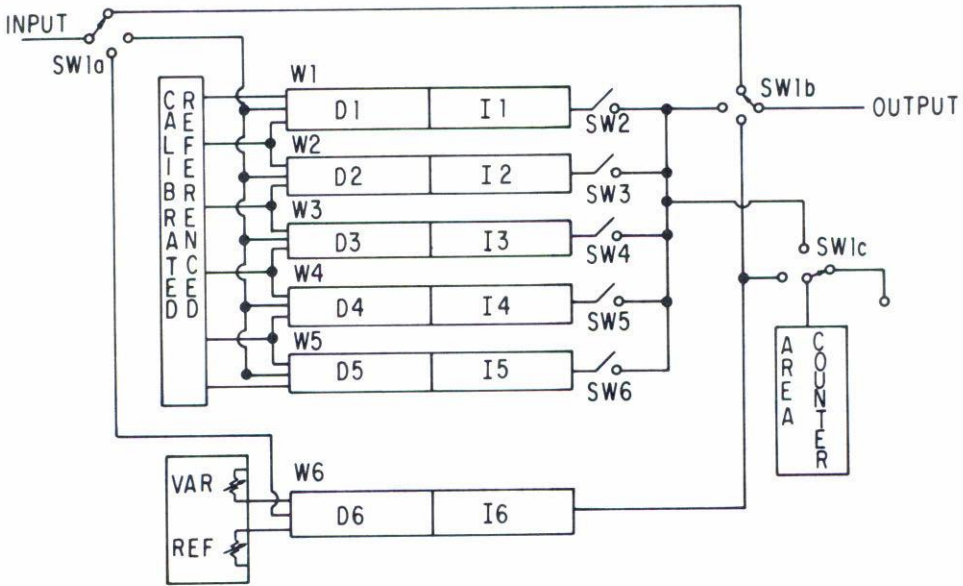 INPUT
SW1a
SW1b
OUTPUT
CALIBRATED
REFERENCED
W1
D1 I1
SW2
W2
D2 I2
SW3
W3
D3 I3
SW4
W4
D4 I4
SW5
W5
D5 I5
SW6
SW1c
AREA
COUNTER
VAR
REF
W6
D6 I6